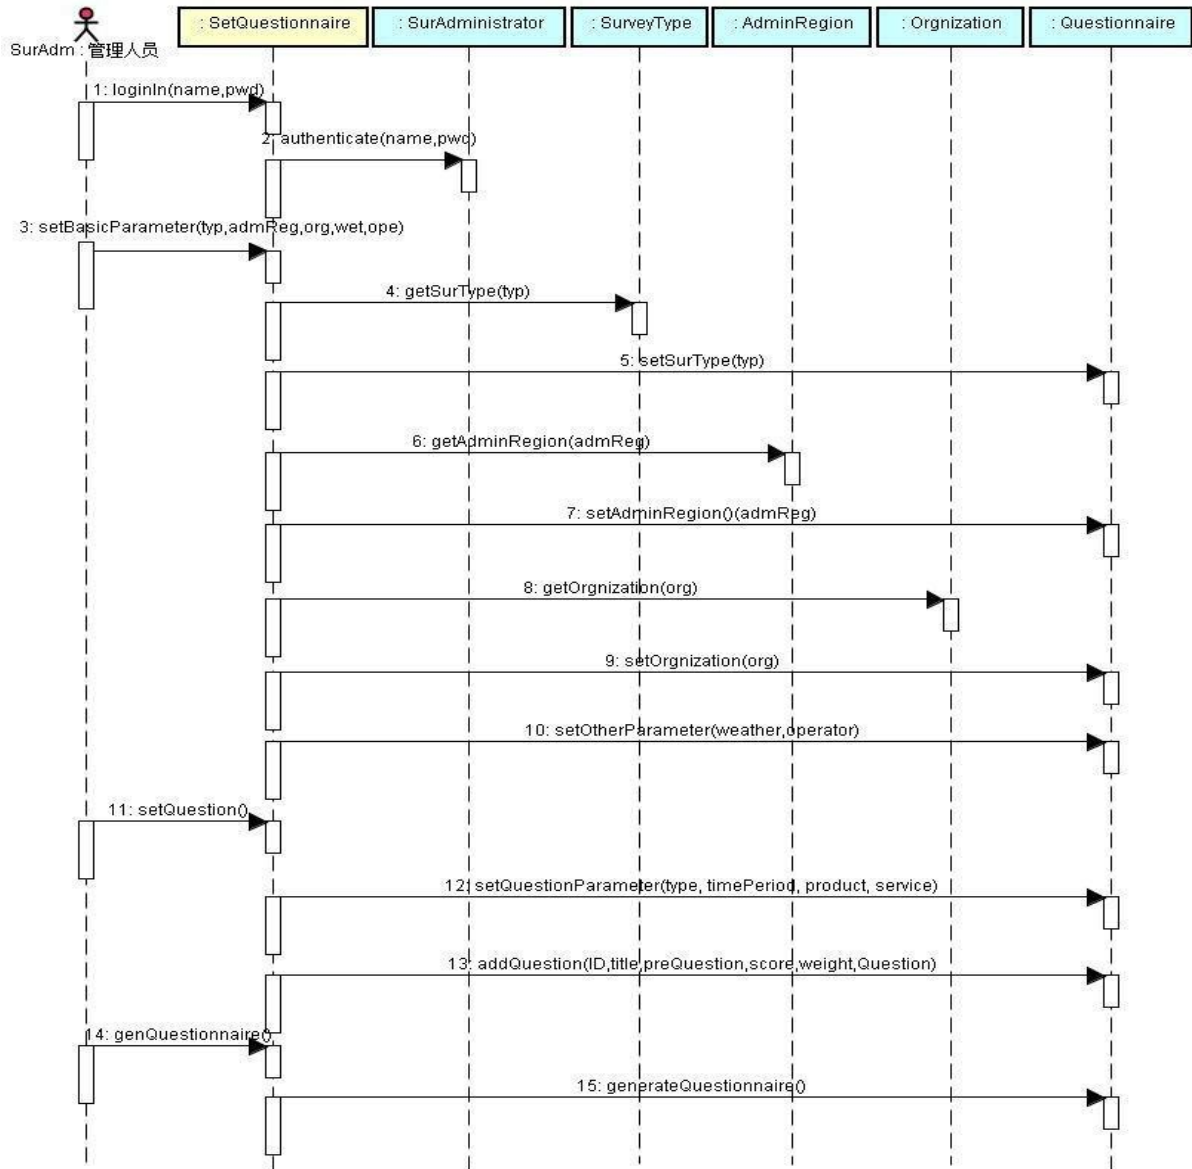 : SetQuestionnaire
: SurAdministrator
: SurveyType
: AdminRegion
: Orgnization
: Questionnaire
SurAdm : 管理人员
1: loginIn(name,pwd)
2: authenticate(name,pwd)
3: setBasicParameter(typ,admReg,org,wet,ope)
4: getSurType(typ)
5: setSurType(typ)
6: getAdminRegion(admReg)
7: setAdminRegion()(admReg)
8: getOrgnization(org)
9: setOrgnization(org)
10: setOtherParameter(weather,operator)
11: setQuestion()
12: setQuestionParameter(type, timePeriod, product, service)
13: addQuestion(ID,title,preQuestion,score,weight,Question)
14: genQuestionnaire()
15: generateQuestionnaire()